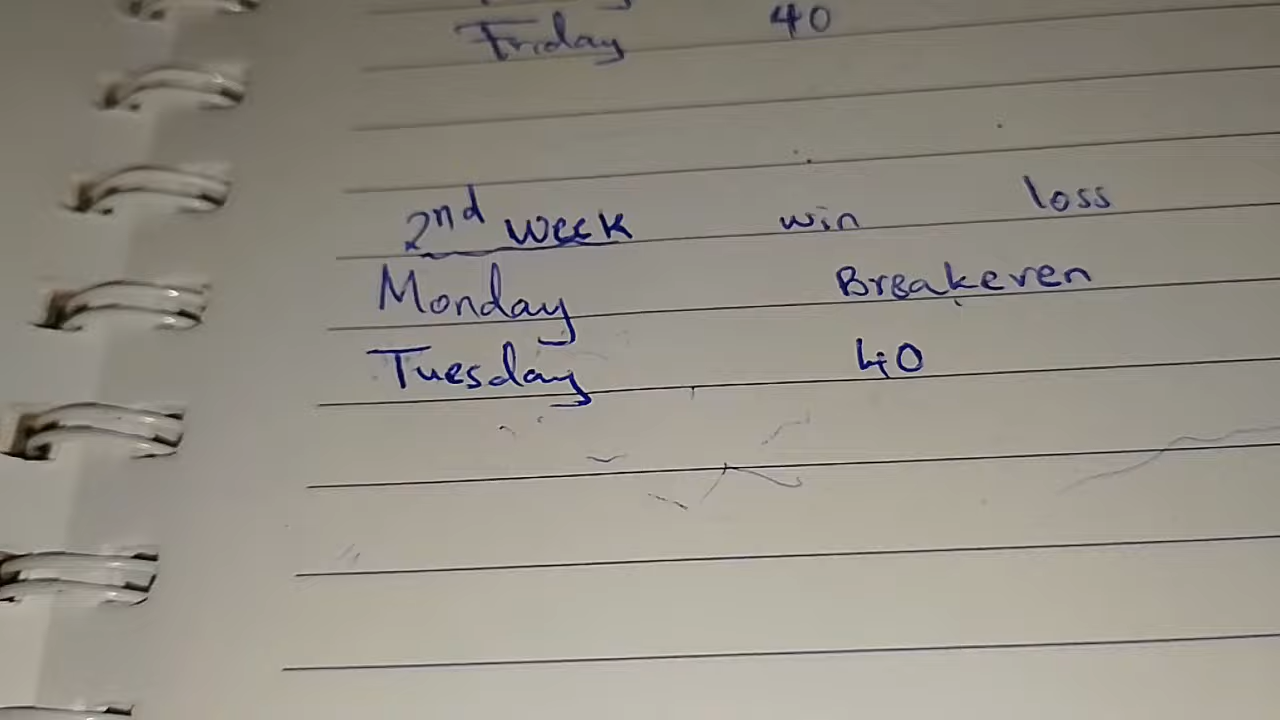 Friday 40
2nd week win loss
Monday Breakeven
Tuesday 40